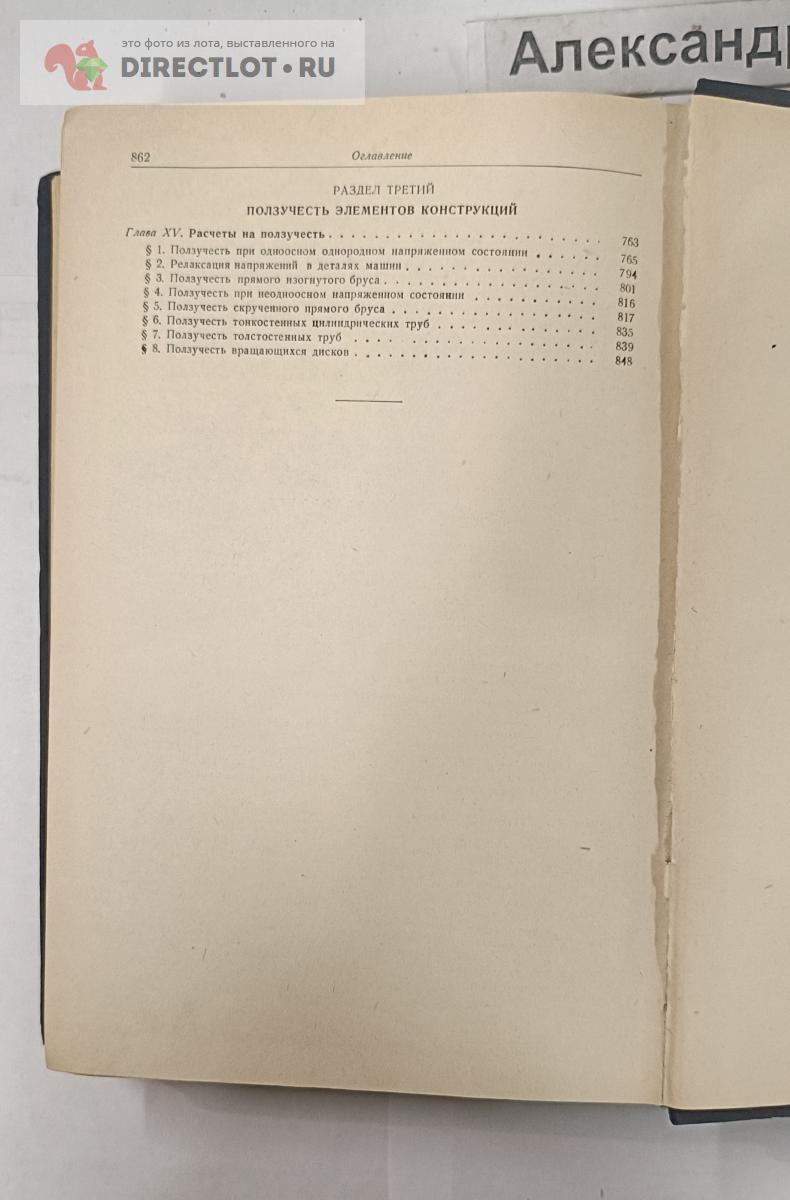 это фото из лота, выставленного на
DIRECTLOT•RU
Александр
862
Оглавление
РАЗДЕЛ ТРЕТИЙ
ПОЛЗУЧЕСТЬ ЭЛЕМЕНТОВ КОНСТРУКЦИЙ
Глава XV. Расчеты на ползучесть . . . . . . . . . . . . . . . . . . . . . . . . 763
§ 1. Ползучесть при одноосном однородном напряженном состоянии . . . . . . 765
§ 2. Релаксация напряжений в деталях машин . . . . . . . . . . . . . . . . . 794
§ 3. Ползучесть прямого изогнутого бруса . . . . . . . . . . . . . . . . . . . 801
§ 4. Ползучесть при неодноосном напряженном состоянии . . . . . . . . . . . 816
§ 5. Ползучесть скрученного прямого бруса . . . . . . . . . . . . . . . . . . 817
§ 6. Ползучесть тонкостенных цилиндрических труб . . . . . . . . . . . . . . 835
§ 7. Ползучесть толстостенных труб . . . . . . . . . . . . . . . . . . . . . 839
§ 8. Ползучесть вращающихся дисков . . . . . . . . . . . . . . . . . . . . . 848